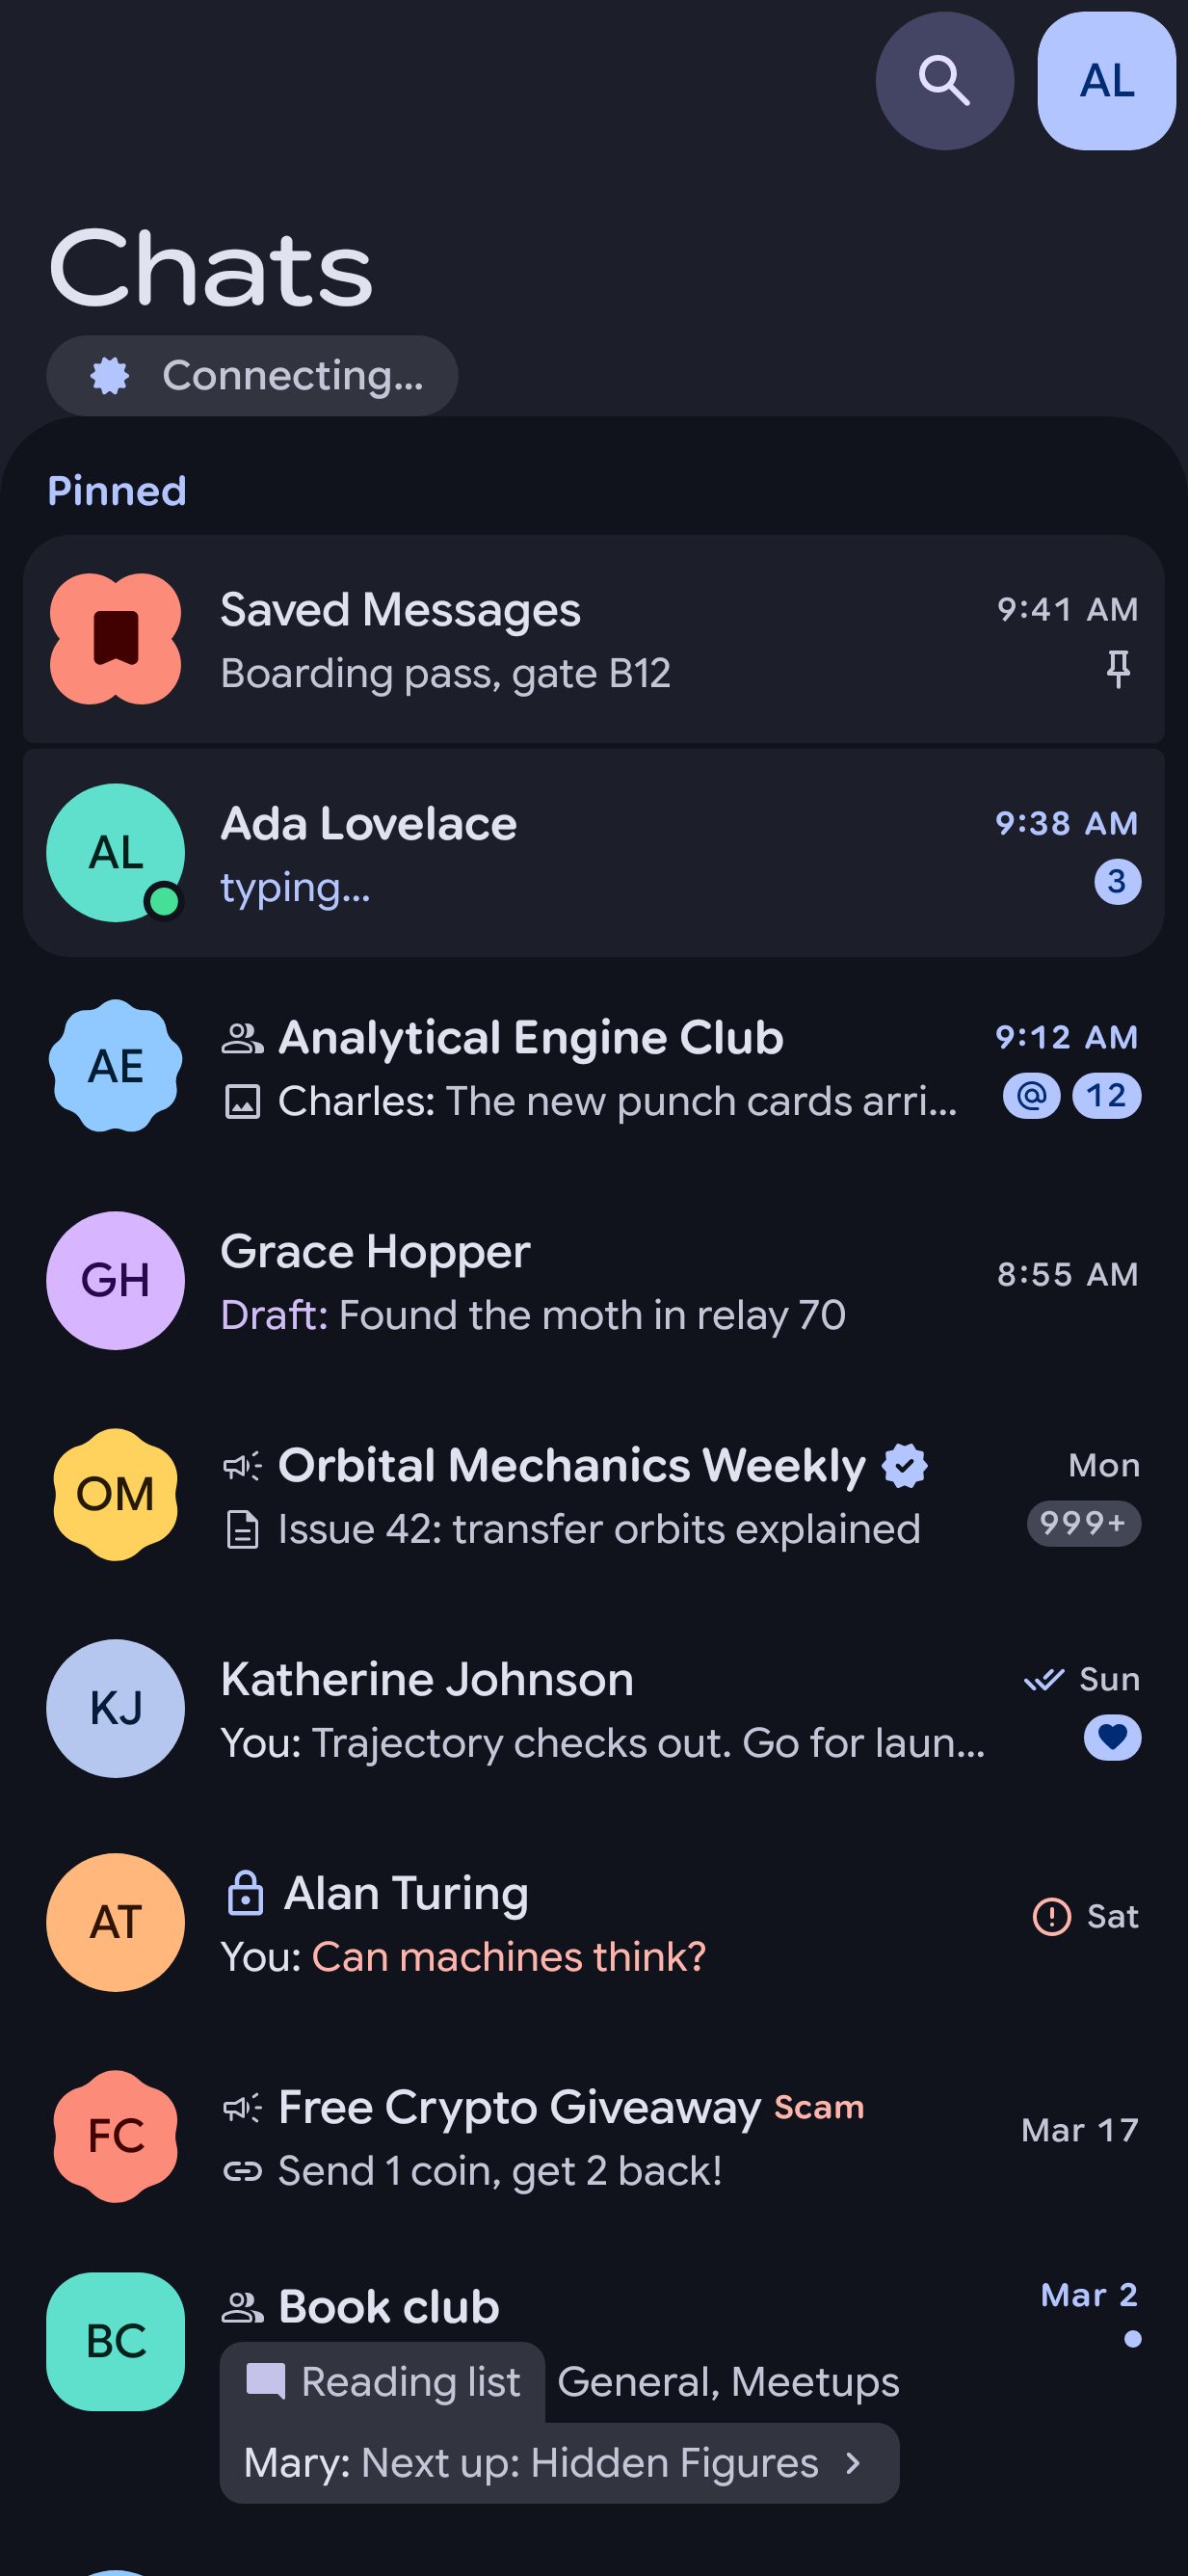 AL
Chats
Connecting...
Pinned
Saved Messages
9:41 AM
Boarding pass, gate B12
AL
Ada Lovelace
9:38 AM
typing...
3
AE
Analytical Engine Club
9:12 AM
Charles: The new punch cards arri...
@ 12
GH
Grace Hopper
8:55 AM
Draft: Found the moth in relay 70
OM
Orbital Mechanics Weekly
Mon
Issue 42: transfer orbits explained
999+
KJ
Katherine Johnson
Sun
You: Trajectory checks out. Go for laun...
AT
Alan Turing
Sat
You: Can machines think?
FC
Free Crypto Giveaway Scam
Mar 17
Send 1 coin, get 2 back!
BC
Book club
Mar 2
Reading list General, Meetups
Mary: Next up: Hidden Figures